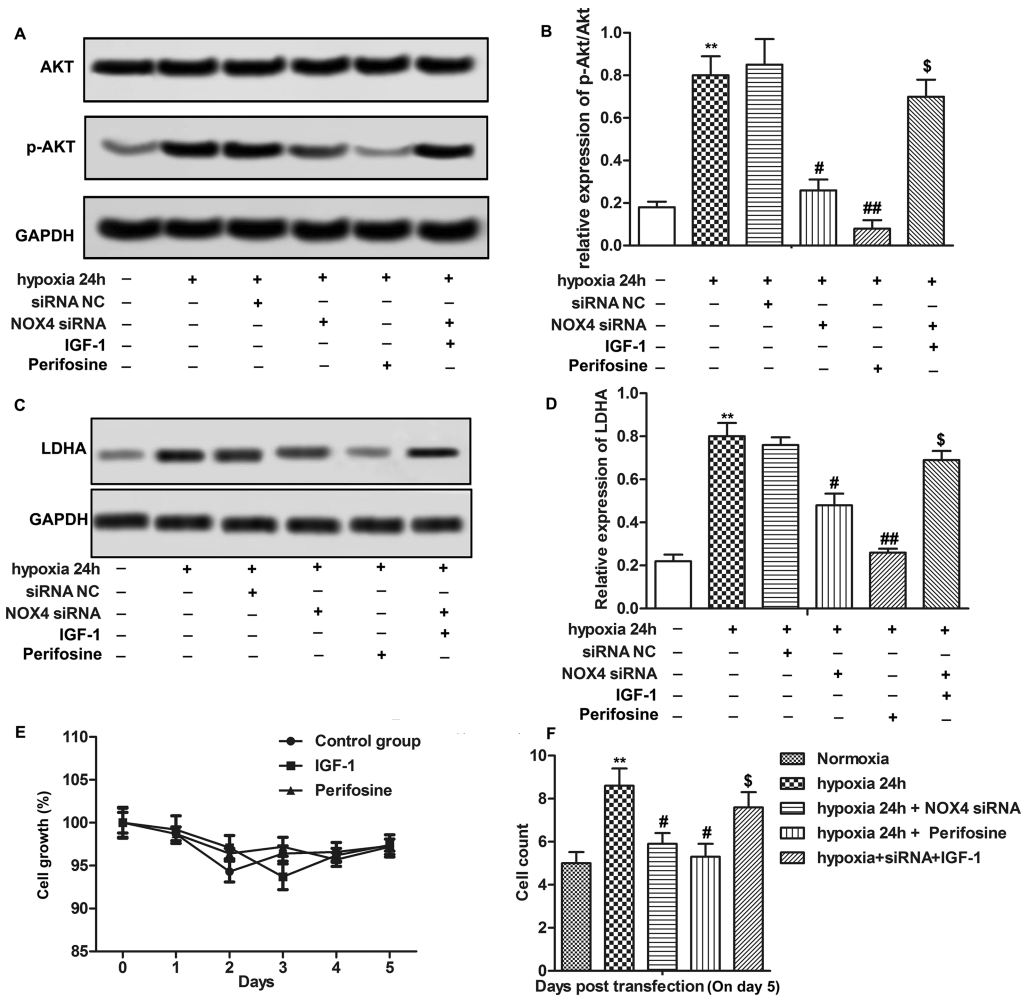 A
AKT
p-AKT
GAPDH
hypoxia 24h – + + + + +
siRNA NC – – + – – –
NOX4 siRNA – – – + – +
IGF-1 – – – – – +
Perifosine – – – – + –
B
relative expression of p-Akt/Akt
1.0
0.8
0.6
0.4
0.2
0.0
** # ## $
hypoxia 24h – + + + + +
siRNA NC – – + – – –
NOX4 siRNA – – – + – +
IGF-1 – – – – – +
Perifosine – – – – + –
C
LDHA
GAPDH
hypoxia 24h – + + + + +
siRNA NC – – + – – –
NOX4 siRNA – – – + – +
IGF-1 – – – – – +
Perifosine – – – – + –
D
Relative expression of LDHA
1.0
0.8
0.6
0.4
0.2
0.0
** # ## $
hypoxia 24h – + + + + +
siRNA NC – – + – – –
NOX4 siRNA – – – + – +
IGF-1 – – – – – +
Perifosine – – – – + –
E
Cell growth (%)
110
105
100
95
90
85
0 1 2 3 4 5
Days
Control group
IGF-1
Perifosine
F
Cell count
10
8
6
4
2
0
** # # $
Days post transfection (On day 5)
Normoxia
hypoxia 24h
hypoxia 24h + NOX4 siRNA
hypoxia 24h + Perifosine
hypoxia+siRNA+IGF-1